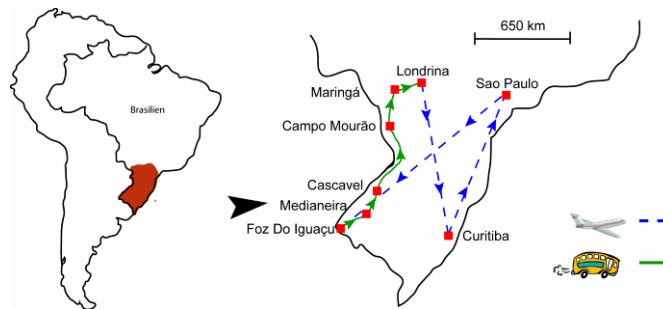 Brasilien
650 km
Londrina
Sao Paulo
Maringá
Campo Mourão
Cascavel
Medianeira
Foz Do Iguaçu
Curitiba